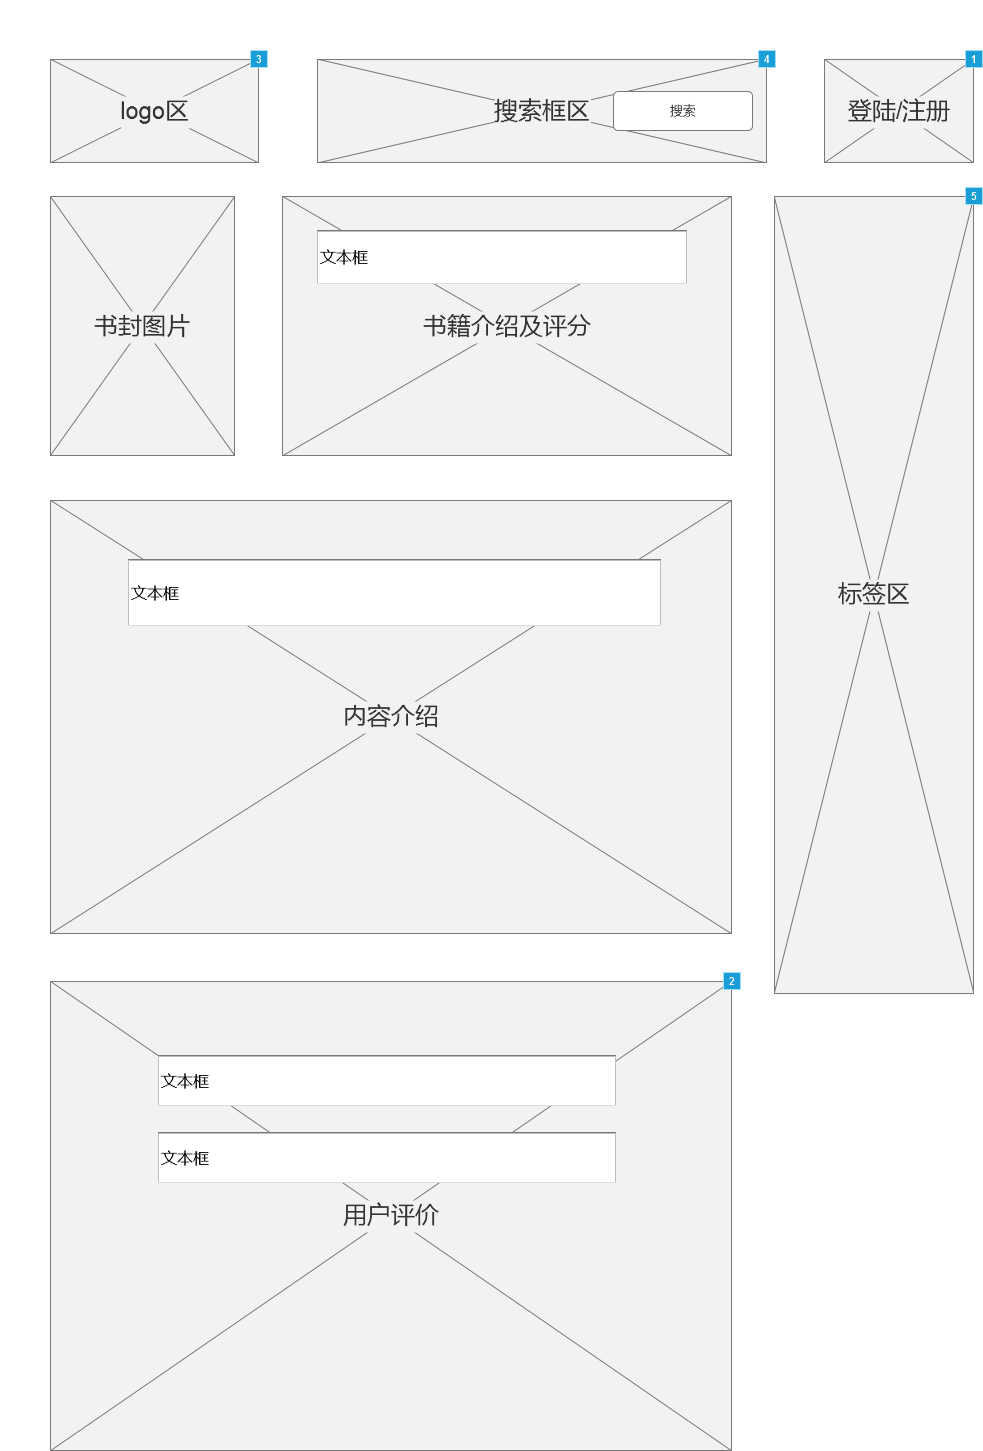 3
4
1
logo区
搜索框区
搜索
登陆/注册
5
文本框
书封图片
书籍介绍及评分
文本框
标签区
内容介绍
2
文本框
文本框
用户评价